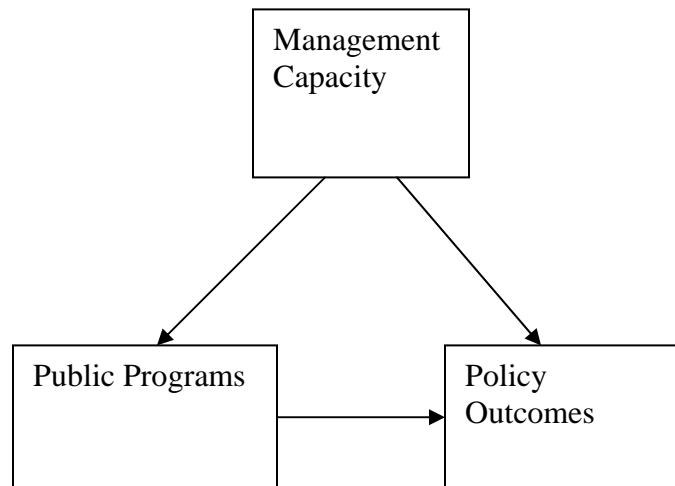 Management
Capacity
Public Programs
Policy
Outcomes